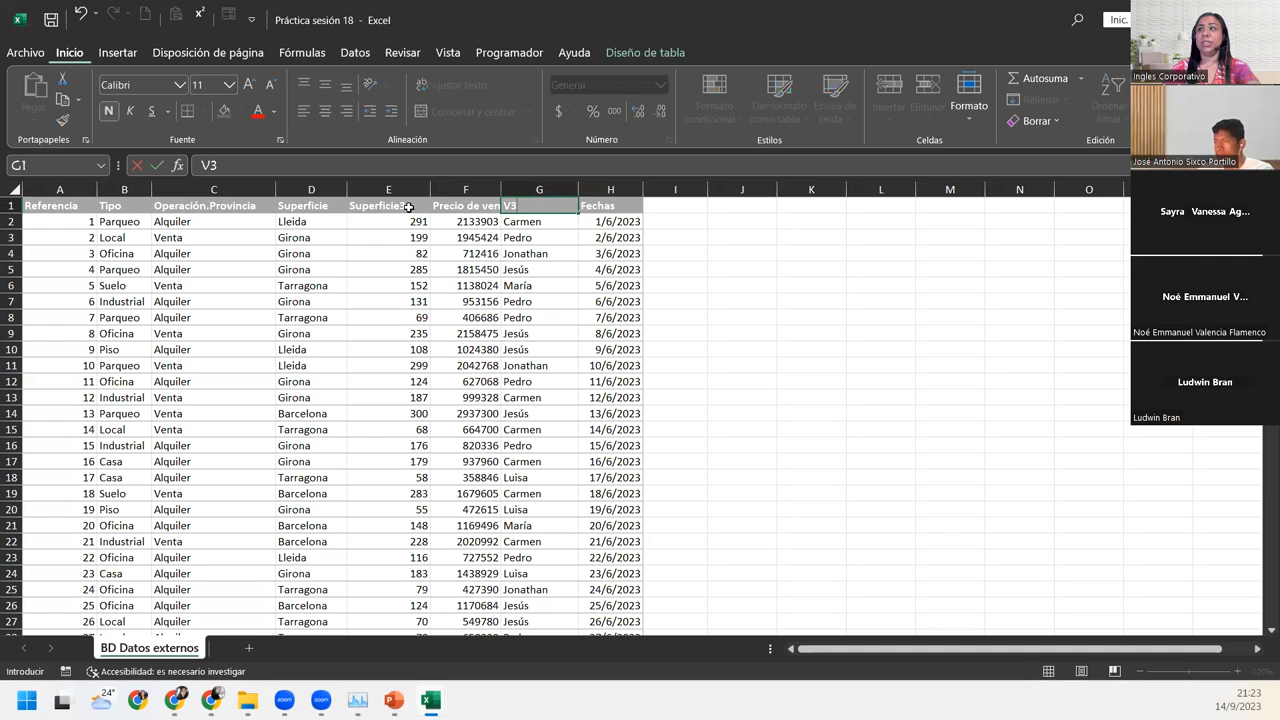 Práctica sesión 18 - Excel
Inic.
Archivo Inicio Insertar Disposición de página Fórmulas Datos Revisar Vista Programador Ayuda Diseño de tabla
Pegar
Calibri 11
N K S
General
Formato condicional
Dar formato como tabla
Estilos de celda
Insertar Eliminar Formato
Autosuma
Rellenar
Borrar
Ordenar
Portapapeles Fuente Alineación Número Estilos Celdas Edición
G1 fx V3
A B C D E F G H I J K L M N O
1 Referencia Tipo Operación.Provincia Superficie Precio de ven V3 Fechas
2 1 Parqueo Alquiler Lleida 291 2133903 Carmen 1/6/2023
3 2 Local Venta Girona 199 1945424 Pedro 2/6/2023
4 3 Oficina Alquiler Girona 82 712416 Jonathan 3/6/2023
5 4 Parqueo Alquiler Girona 285 1815450 Jesús 4/6/2023
6 5 Suelo Venta Tarragona 152 1138024 María 5/6/2023
7 6 Industrial Alquiler Girona 131 953156 Pedro 6/6/2023
8 7 Parqueo Alquiler Tarragona 69 406686 Pedro 7/6/2023
9 8 Oficina Venta Girona 235 2158475 Jesús 8/6/2023
10 9 Piso Alquiler Lleida 108 1024380 Jesús 9/6/2023
11 10 Parqueo Venta Lleida 299 2042768 Jonathan 10/6/2023
12 11 Oficina Alquiler Girona 124 627068 Pedro 11/6/2023
13 12 Industrial Venta Girona 187 999328 Carmen 12/6/2023
14 13 Parqueo Venta Barcelona 300 2937300 Jesús 13/6/2023
15 14 Local Venta Tarragona 68 764700 Carmen 14/6/2023
16 15 Industrial Alquiler Girona 176 820336 Pedro 15/6/2023
17 16 Casa Alquiler Girona 179 937960 Carmen 16/6/2023
18 17 Casa Alquiler Tarragona 58 358846 Luisa 17/6/2023
19 18 Suelo Venta Barcelona 283 1679605 Carmen 18/6/2023
20 19 Piso Alquiler Girona 55 472615 Luisa 19/6/2023
21 20 Oficina Alquiler Barcelona 148 1169496 María 20/6/2023
22 21 Industrial Venta Barcelona 228 2020992 Carmen 21/6/2023
23 22 Oficina Alquiler Lleida 116 727552 Pedro 22/6/2023
24 23 Casa Alquiler Girona 183 1438929 Luisa 23/6/2023
25 24 Oficina Alquiler Tarragona 79 427390 Jonathan 24/6/2023
26 25 Oficina Alquiler Barcelona 124 1170684 Jesús 25/6/2023
27 26 Local Alquiler Tarragona 70 549780 Jesús 26/6/2023
BD Datos externos
Introducir Accesibilidad: es necesario investigar 100%
24° zoom zoom
21:23
14/9/2023
Ingles Corporativo
José Antonio Sixco Portillo
Sayra Vanessa Ag...
Noé Emmanuel V...
Noé Emmanuel Valencia Flamenco
Ludwin Bran
Ludwin Bran